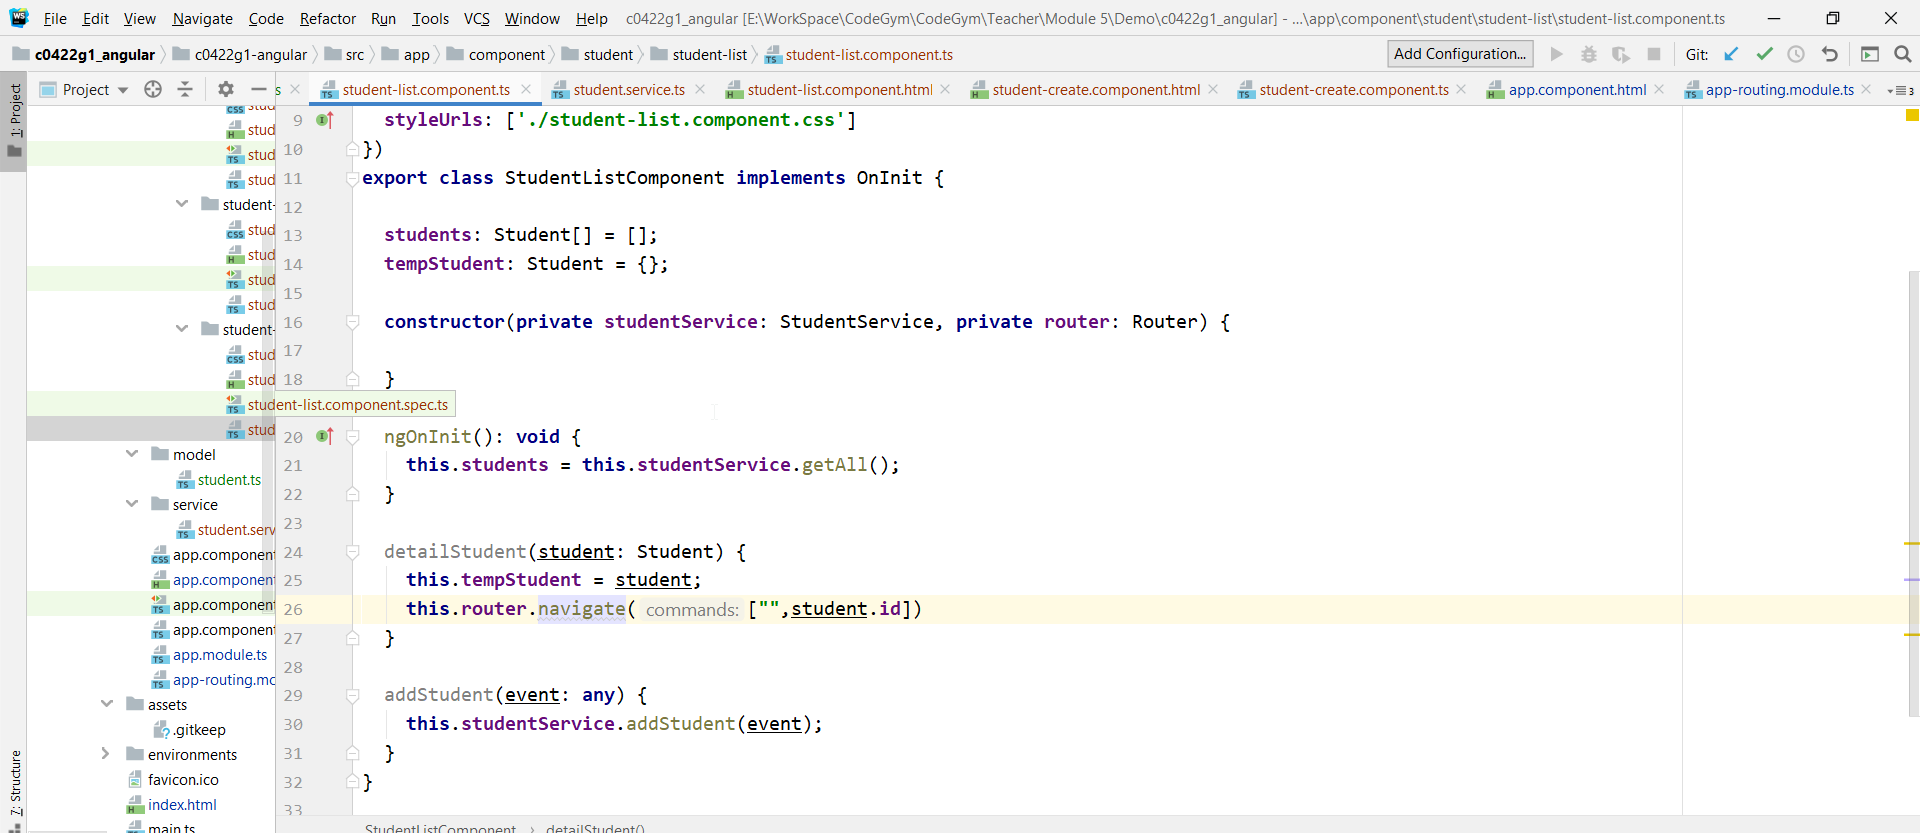 File Edit View Navigate Code Refactor Run Tools VCS Window Help c0422g1_angular [E:\WorkSpace\CodeGym\CodeGym\Teacher\Module 5\Demo\c0422g1_angular] - ...\app\component\student\student-list\student-list.component.ts
c0422g1_angular c0422g1-angular src app component student student-list student-list.component.ts Add Configuration... Git:
1: Project
Project
s student-list.component.ts student.service.ts student-list.component.html student-create.component.html student-create.component.ts app.component.html app-routing.module.ts 3
stud
stud
stud
stud
student-
stud
stud
stud
stud
student-
stud
stud
student-list.component.spec.ts
stud
model
student.ts
service
student.serv
app.component
app.component
app.component
app.component
app.module.ts
app-routing.mo
assets
.gitkeep
environments
favicon.ico
index.html
main.ts
7: Structure
9 styleUrls: ['./student-list.component.css']
10 })
11 export class StudentListComponent implements OnInit {
12
13 students: Student[] = [];
14 tempStudent: Student = {};
15
16 constructor(private studentService: StudentService, private router: Router) {
17
18 }
20 ngOnInit(): void {
21 this.students = this.studentService.getAll();
22 }
23
24 detailStudent(student: Student) {
25 this.tempStudent = student;
26 this.router.navigate( commands: ["",student.id])
27 }
28
29 addStudent(event: any) {
30 this.studentService.addStudent(event);
31 }
32 }
33
StudentListComponent › detailStudent()